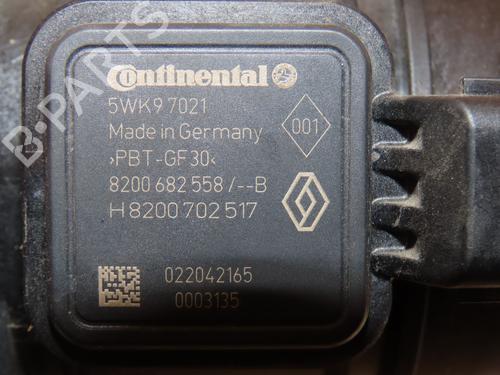 B-PARTS
Continental
5WK9 7021
Made in Germany
001
›PBT-GF30‹
8200 682 558 /--B
H 8200 702 517
022042165
0003135